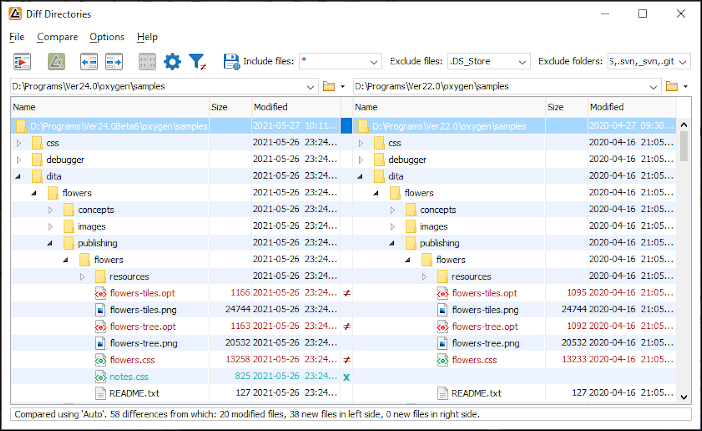 Diff Directories
File Compare Options Help
Include files: * Exclude files: .DS_Store Exclude folders: S,.svn,_svn,.git
D:\Programs\Ver24.0\oxygen\samples D:\Programs\Ver22.0\oxygen\samples
Name Size Modified Name Size Modified
D:\Programs\Ver24.0Beta6\oxygen\samples 2021-05-27 10:11... D:\Programs\Ver22.0\oxygen\samples 2020-04-27 09:30...
css 2021-05-26 23:24... css 2020-04-16 21:05...
debugger 2021-05-26 23:24... debugger 2020-04-16 21:05...
dita 2021-05-26 23:24... dita 2020-04-16 21:05...
flowers 2021-05-26 23:24... flowers 2020-04-16 21:05...
concepts 2021-05-26 23:24... concepts 2020-04-16 21:05...
images 2021-05-26 23:24... images 2020-04-16 21:05...
publishing 2021-05-26 23:24... publishing 2020-04-16 21:05...
flowers 2021-05-26 23:24... flowers 2020-04-16 21:05...
resources 2021-05-26 23:24... resources 2020-04-16 21:05...
flowers-tiles.opt 1166 2021-05-26 23:24... ≠ flowers-tiles.opt 1095 2020-04-16 21:05...
flowers-tiles.png 24744 2021-05-26 23:24... flowers-tiles.png 24744 2020-04-16 21:05...
flowers-tree.opt 1163 2021-05-26 23:24... ≠ flowers-tree.opt 1092 2020-04-16 21:05...
flowers-tree.png 20532 2021-05-26 23:24... flowers-tree.png 20532 2020-04-16 21:05...
flowers.css 13258 2021-05-26 23:24... ≠ flowers.css 13233 2020-04-16 21:05...
notes.css 825 2021-05-26 23:24... x
README.txt 127 2021-05-26 23:24... README.txt 127 2020-04-16 21:05...
Compared using 'Auto'. 58 differences from which: 20 modified files, 38 new files in left side, 0 new files in right side.